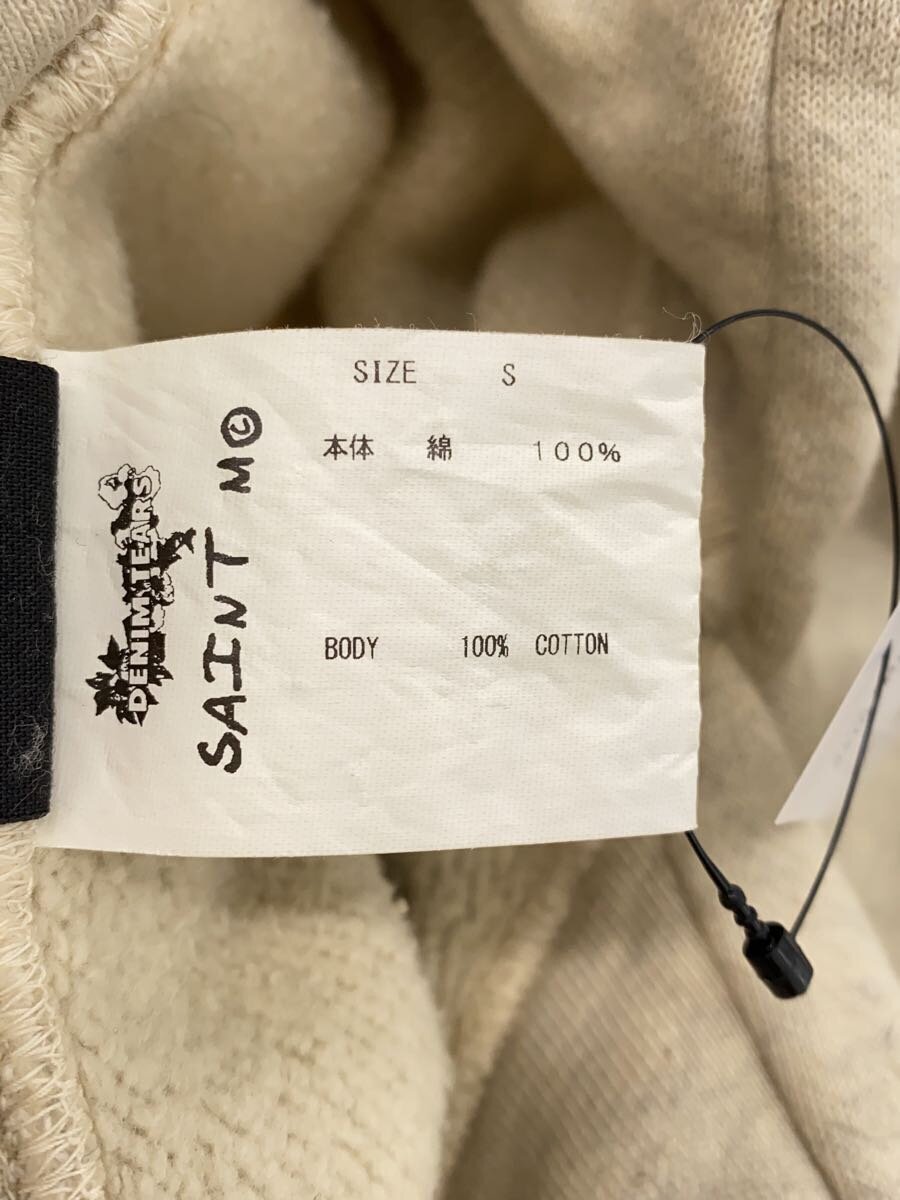 SIZE S
本体 綿 100%
BODY 100% COTTON
DENIM TEARS
SAINT M©